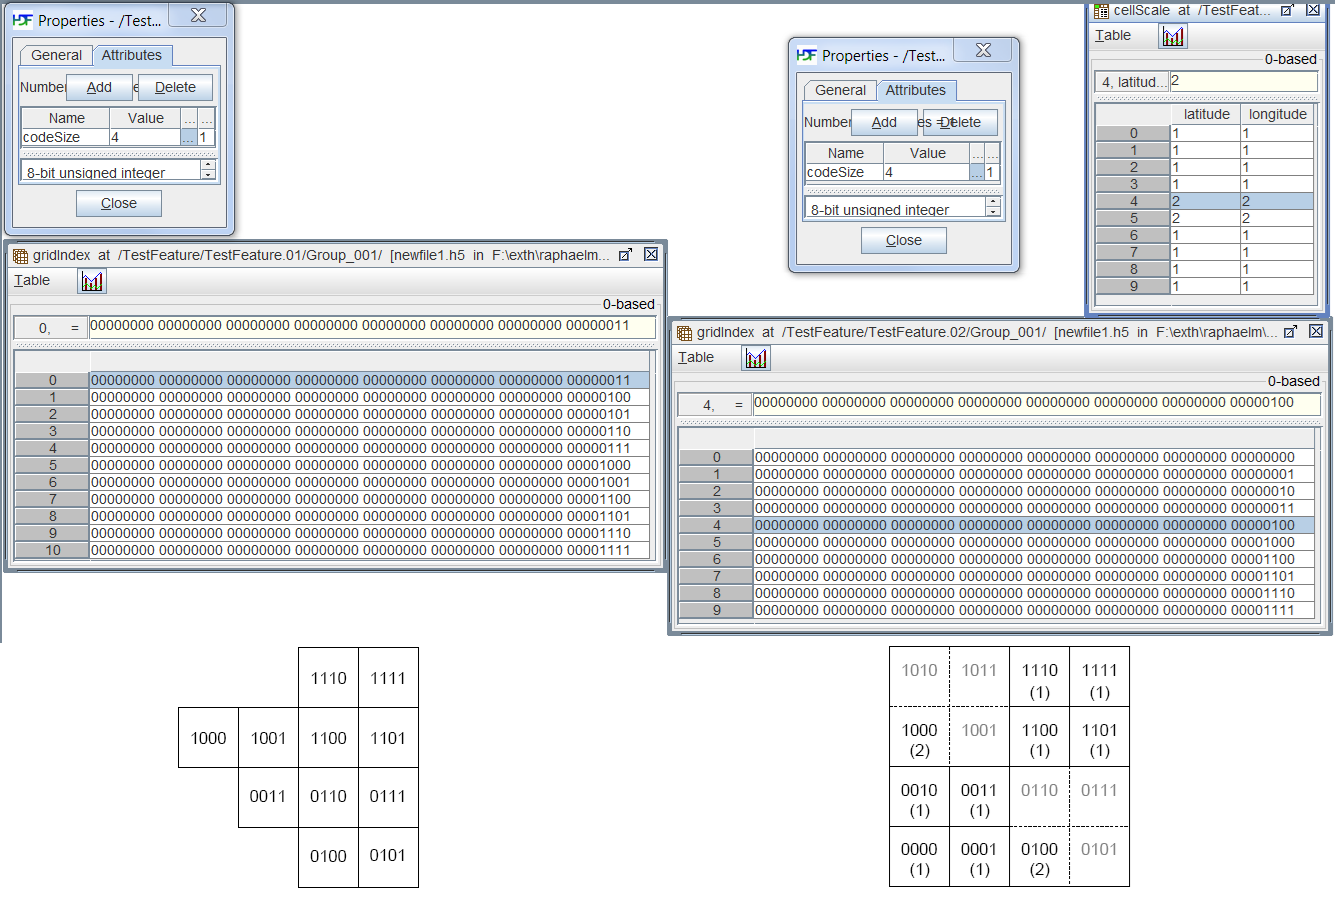 HDF Properties - /Test...
General Attributes
Number Add e Delete
Name Value ... ...
codeSize 4 ... 1
8-bit unsigned integer
Close
gridIndex at /TestFeature/TestFeature.01/Group_001/ [newfile1.h5 in F:\exth\raphaelm...
Table
0-based
0, = 00000000 00000000 00000000 00000000 00000000 00000000 00000000 00000011
0 00000000 00000000 00000000 00000000 00000000 00000000 00000000 00000011
1 00000000 00000000 00000000 00000000 00000000 00000000 00000000 00000100
2 00000000 00000000 00000000 00000000 00000000 00000000 00000000 00000101
3 00000000 00000000 00000000 00000000 00000000 00000000 00000000 00000110
4 00000000 00000000 00000000 00000000 00000000 00000000 00000000 00000111
5 00000000 00000000 00000000 00000000 00000000 00000000 00000000 00001000
6 00000000 00000000 00000000 00000000 00000000 00000000 00000000 00001001
7 00000000 00000000 00000000 00000000 00000000 00000000 00000000 00001100
8 00000000 00000000 00000000 00000000 00000000 00000000 00000000 00001101
9 00000000 00000000 00000000 00000000 00000000 00000000 00000000 00001110
10 00000000 00000000 00000000 00000000 00000000 00000000 00000000 00001111
1110 1111
1000 1001 1100 1101
0011 0110 0111
0100 0101
HDF Properties - /Test...
General Attributes
Number Add es = 1 Delete
Name Value ... ...
codeSize 4 ... 1
8-bit unsigned integer
Close
cellScale at /TestFeat...
Table
0-based
4, latitud... 2
latitude longitude
0 1 1
1 1 1
2 1 1
3 1 1
4 2 2
5 2 2
6 1 1
7 1 1
8 1 1
9 1 1
gridIndex at /TestFeature/TestFeature.02/Group_001/ [newfile1.h5 in F:\exth\raphaelm\...
Table
0-based
4, = 00000000 00000000 00000000 00000000 00000000 00000000 00000000 00000100
0 00000000 00000000 00000000 00000000 00000000 00000000 00000000 00000000
1 00000000 00000000 00000000 00000000 00000000 00000000 00000000 00000001
2 00000000 00000000 00000000 00000000 00000000 00000000 00000000 00000010
3 00000000 00000000 00000000 00000000 00000000 00000000 00000000 00000011
4 00000000 00000000 00000000 00000000 00000000 00000000 00000000 00000100
5 00000000 00000000 00000000 00000000 00000000 00000000 00000000 00001000
6 00000000 00000000 00000000 00000000 00000000 00000000 00000000 00001100
7 00000000 00000000 00000000 00000000 00000000 00000000 00000000 00001101
8 00000000 00000000 00000000 00000000 00000000 00000000 00000000 00001110
9 00000000 00000000 00000000 00000000 00000000 00000000 00000000 00001111
1010 1011 1110 1111
(1) (1)
1000 1001 1100 1101
(2) (1) (1)
0010 0011 0110 0111
(1) (1)
0000 0001 0100 0101
(1) (1) (2)